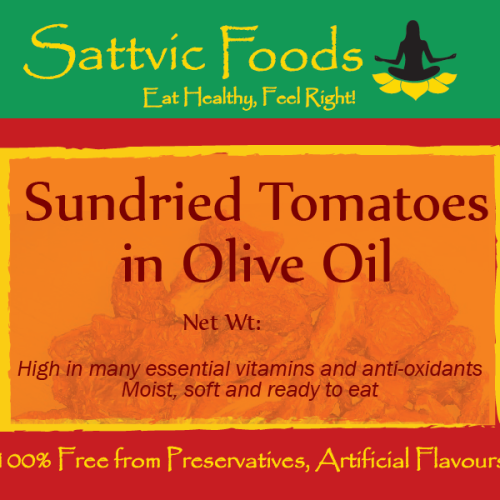 Sattvic Foods
Eat Healthy, Feel Right!
Sundried Tomatoes
in Olive Oil
Net Wt:
High in many essential vitamins and anti-oxidants
Moist, soft and ready to eat
100% Free from Preservatives, Artificial Flavours